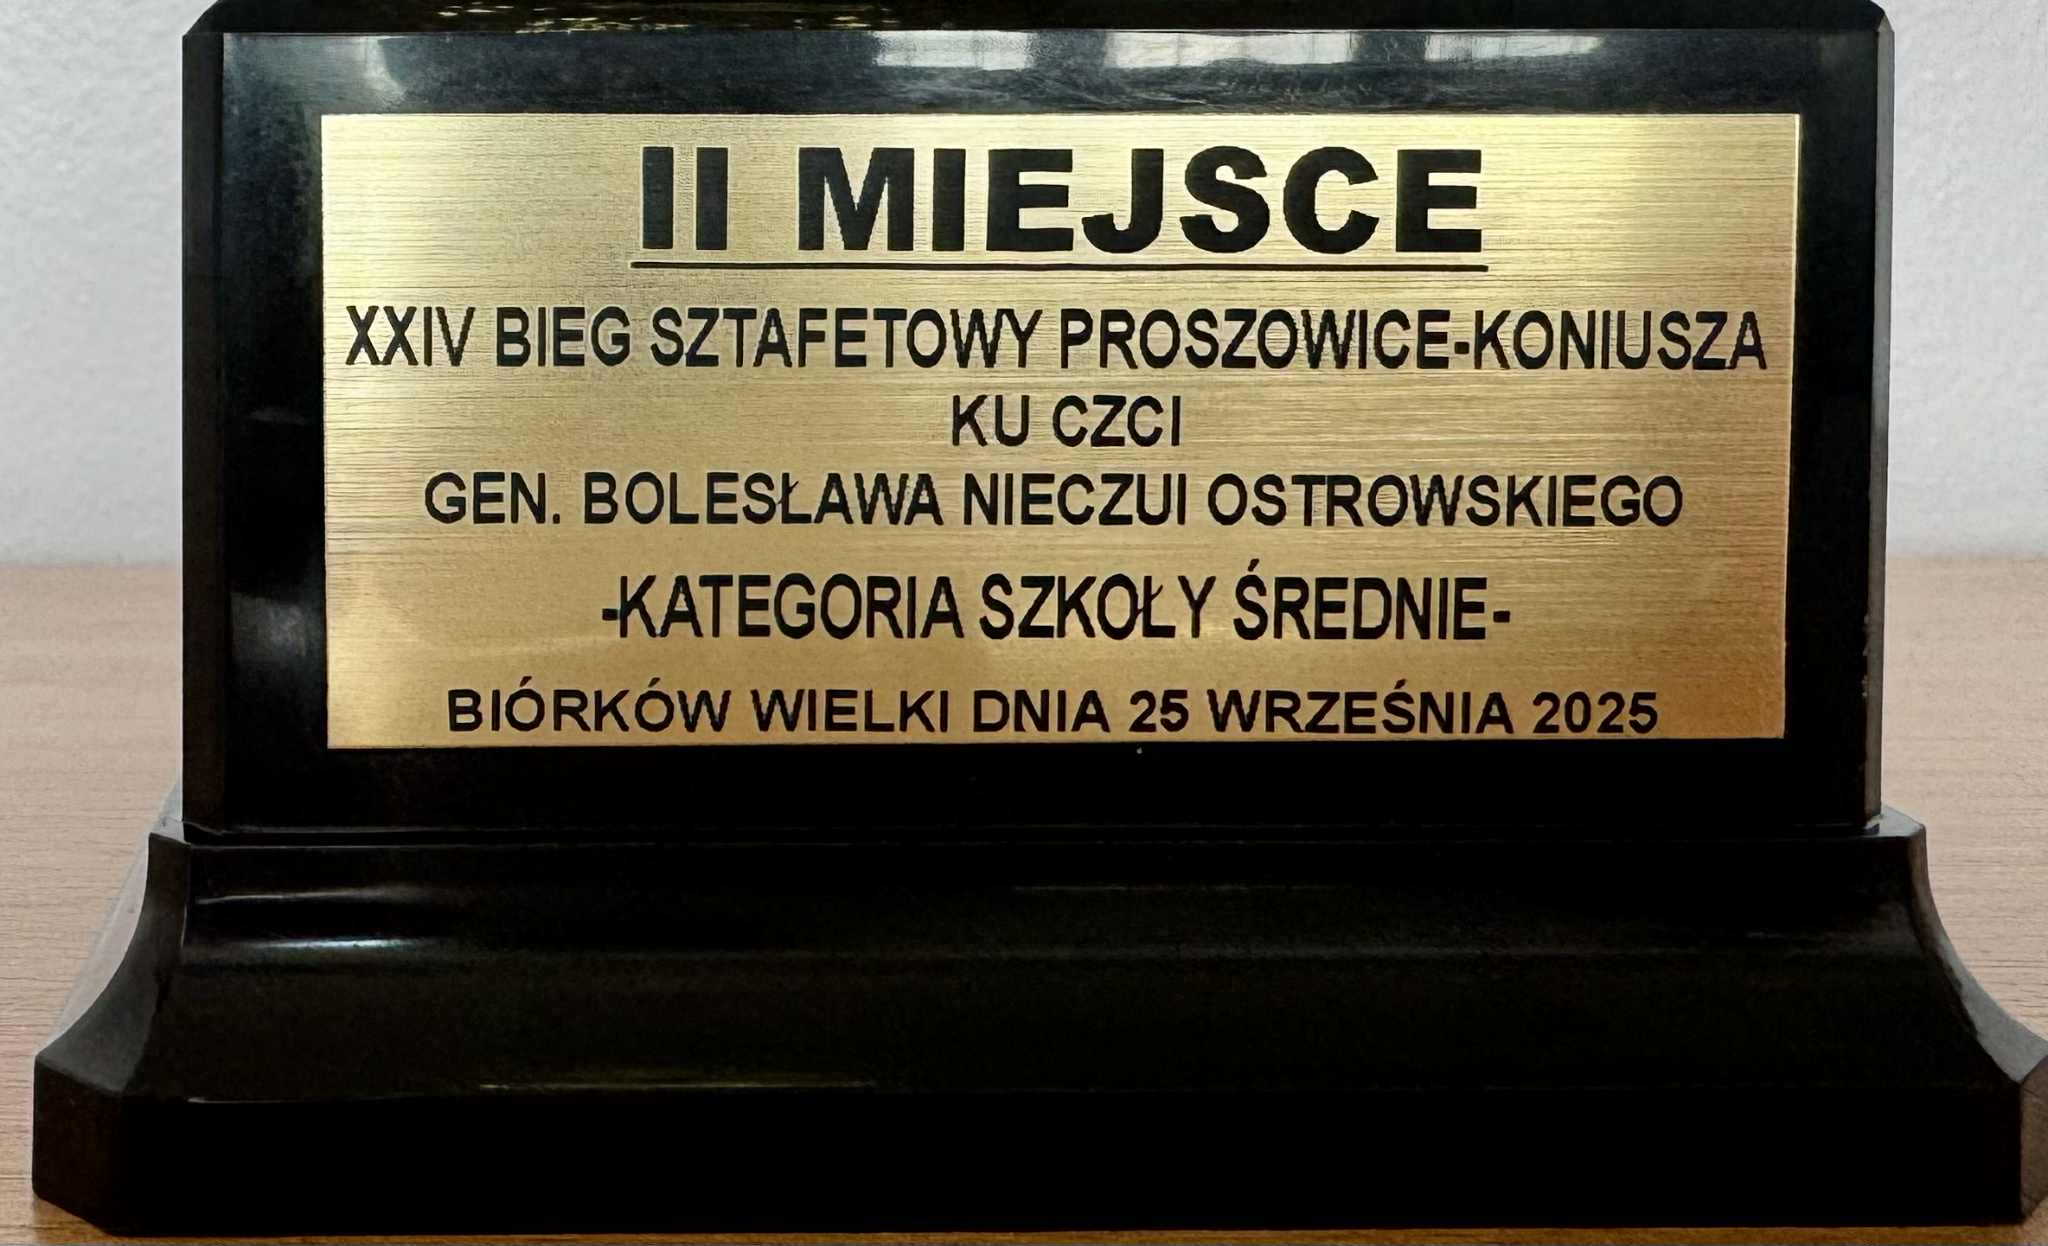 II MIEJSCE
XXIV BIEG SZTAFETOWY PROSZOWICE-KONIUSZA
KU CZCI
GEN. BOLESŁAWA NIECZUI OSTROWSKIEGO
-KATEGORIA SZKOŁY ŚREDNIE-
BIÓRKÓW WIELKI DNIA 25 WRZEŚNIA 2025